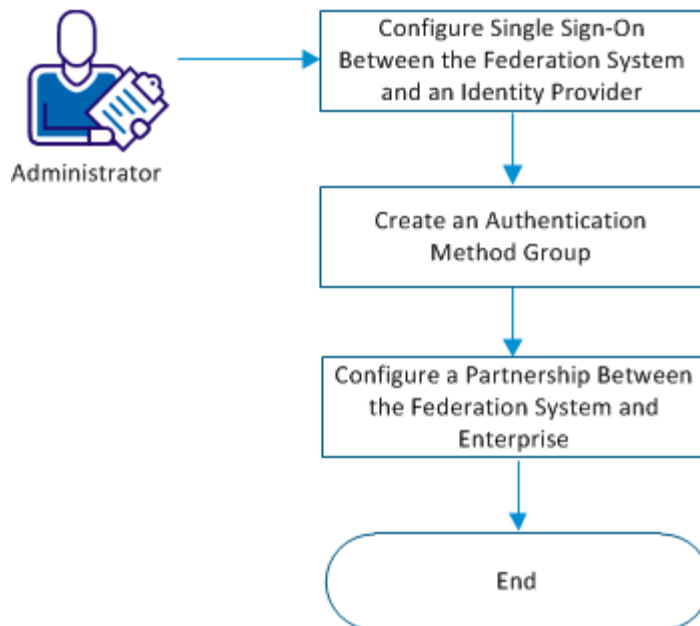 Administrator
Configure Single Sign-On
Between the Federation System
and an Identity Provider
Create an Authentication
Method Group
Configure a Partnership Between
the Federation System and
Enterprise
End